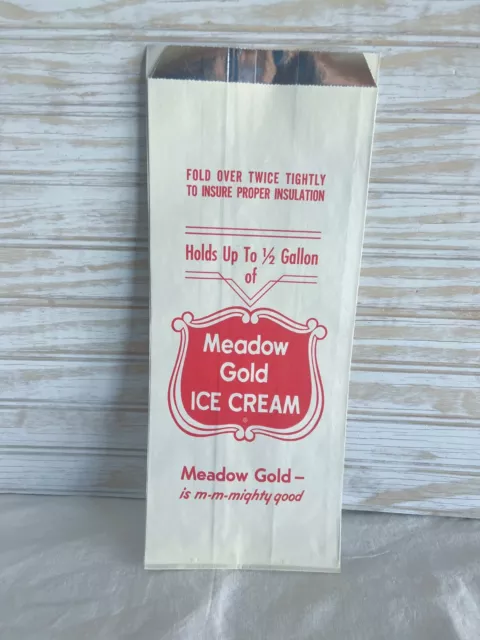 FOLD OVER TWICE TIGHTLY
TO INSURE PROPER INSULATION
Holds Up To ½ Gallon
of
Meadow
Gold
ICE CREAM
®
Meadow Gold –
is m-m-mighty good